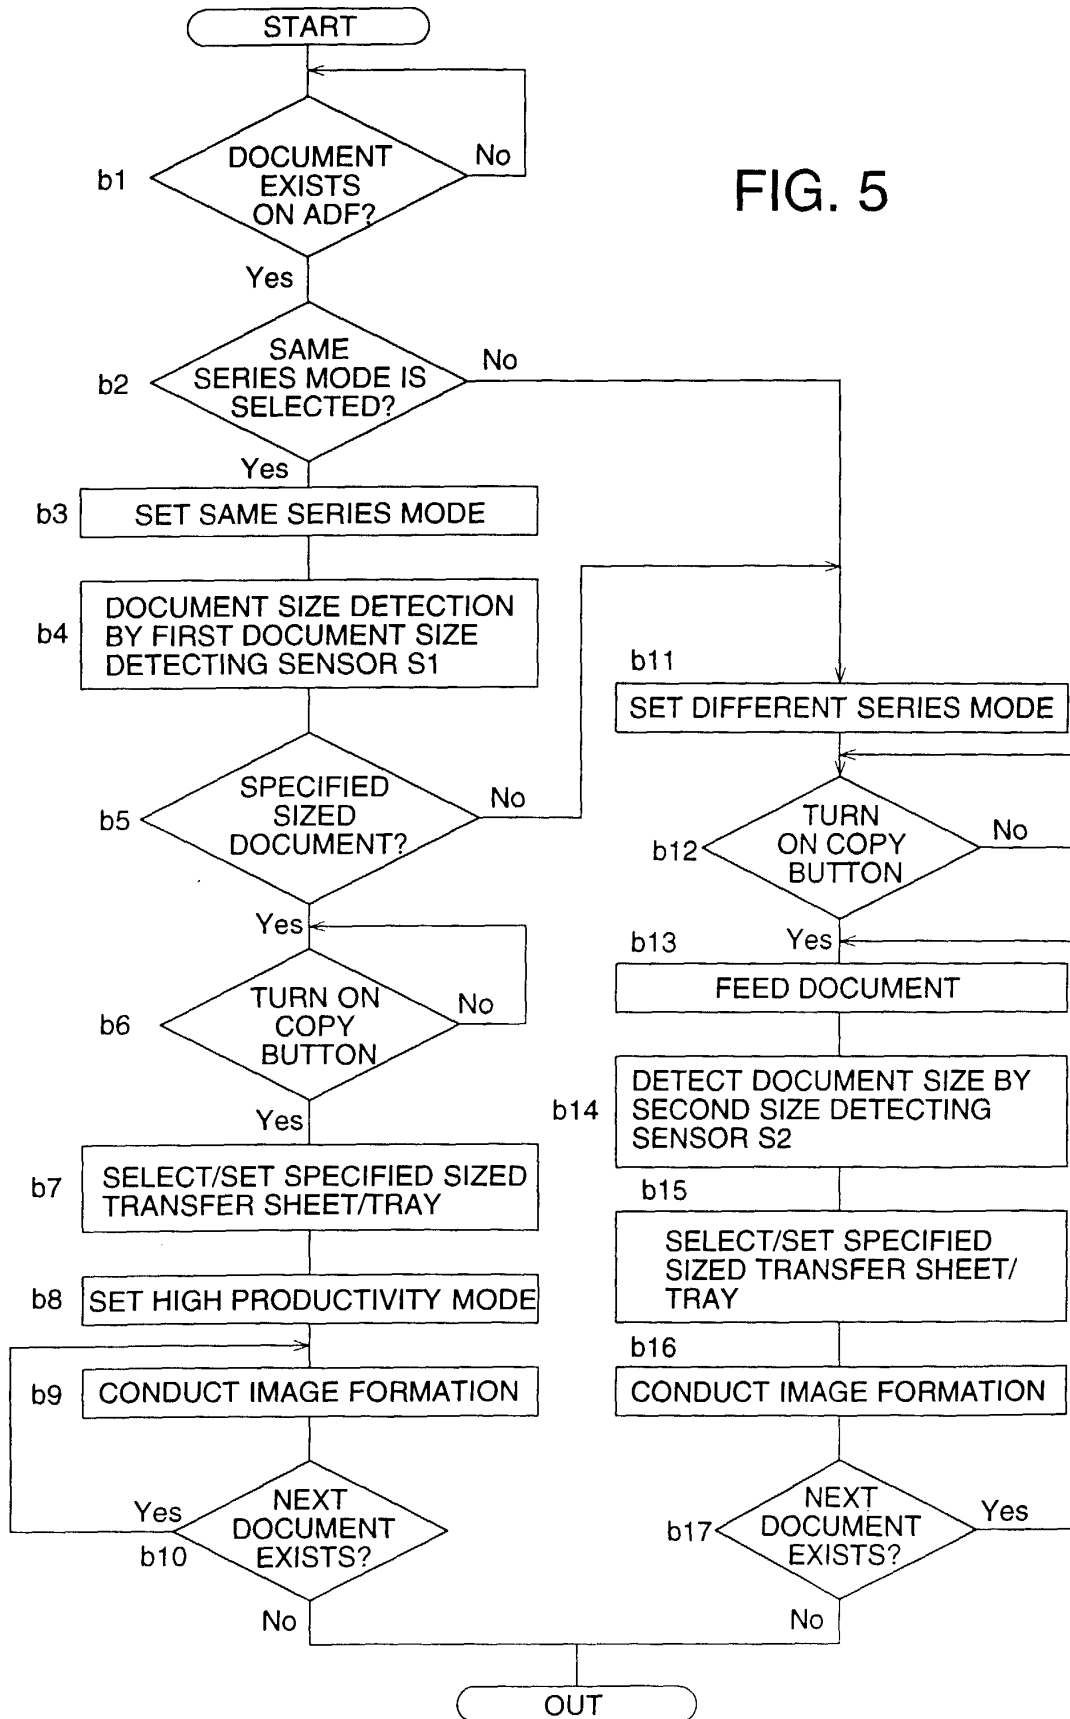 START
FIG. 5
b1
DOCUMENT
EXISTS
ON ADF?
No
Yes
b2
SAME
SERIES MODE IS
SELECTED?
No
Yes
b3
SET SAME SERIES MODE
b4
DOCUMENT SIZE DETECTION
BY FIRST DOCUMENT SIZE
DETECTING SENSOR S1
b5
SPECIFIED
SIZED
DOCUMENT?
No
Yes
b6
TURN ON
COPY
BUTTON
No
Yes
b7
SELECT/SET SPECIFIED SIZED
TRANSFER SHEET/TRAY
b8
SET HIGH PRODUCTIVITY MODE
b9
CONDUCT IMAGE FORMATION
Yes
b10
NEXT
DOCUMENT
EXISTS?
No
b11
SET DIFFERENT SERIES MODE
b12
TURN
ON COPY
BUTTON
No
Yes
b13
FEED DOCUMENT
b14
DETECT DOCUMENT SIZE BY
SECOND SIZE DETECTING
SENSOR S2
b15
SELECT/SET SPECIFIED
SIZED TRANSFER SHEET/
TRAY
b16
CONDUCT IMAGE FORMATION
b17
NEXT
DOCUMENT
EXISTS?
Yes
No
OUT